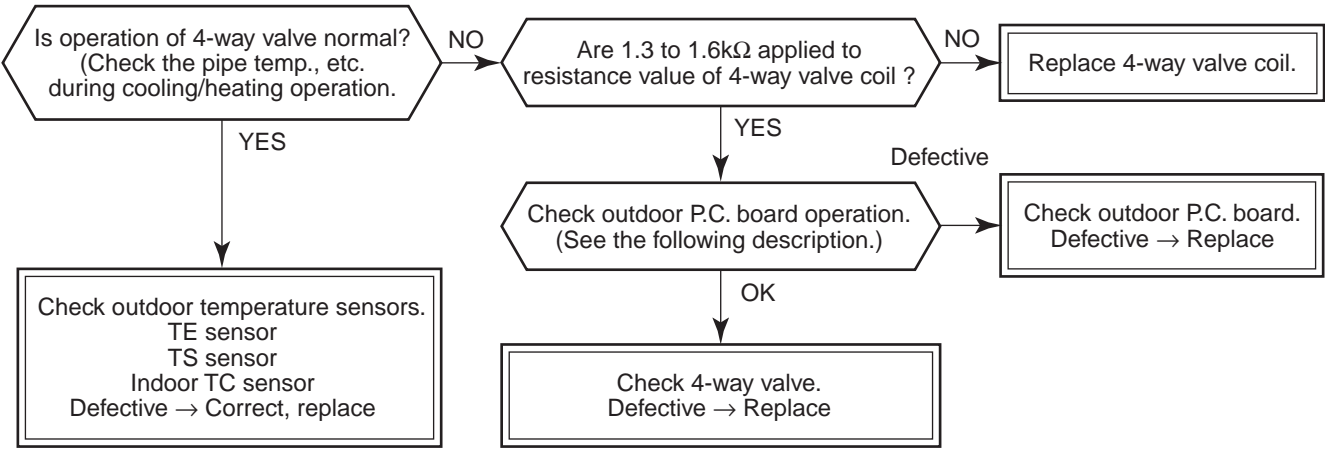 Is operation of 4-way valve normal?
(Check the pipe temp., etc.
during cooling/heating operation.
NO
Are 1.3 to 1.6kΩ applied to
resistance value of 4-way valve coil ?
NO
Replace 4-way valve coil.
YES
YES
Defective
Check outdoor P.C. board operation.
(See the following description.)
Check outdoor P.C. board.
Defective → Replace
OK
Check outdoor temperature sensors.
TE sensor
TS sensor
Indoor TC sensor
Defective → Correct, replace
Check 4-way valve.
Defective → Replace